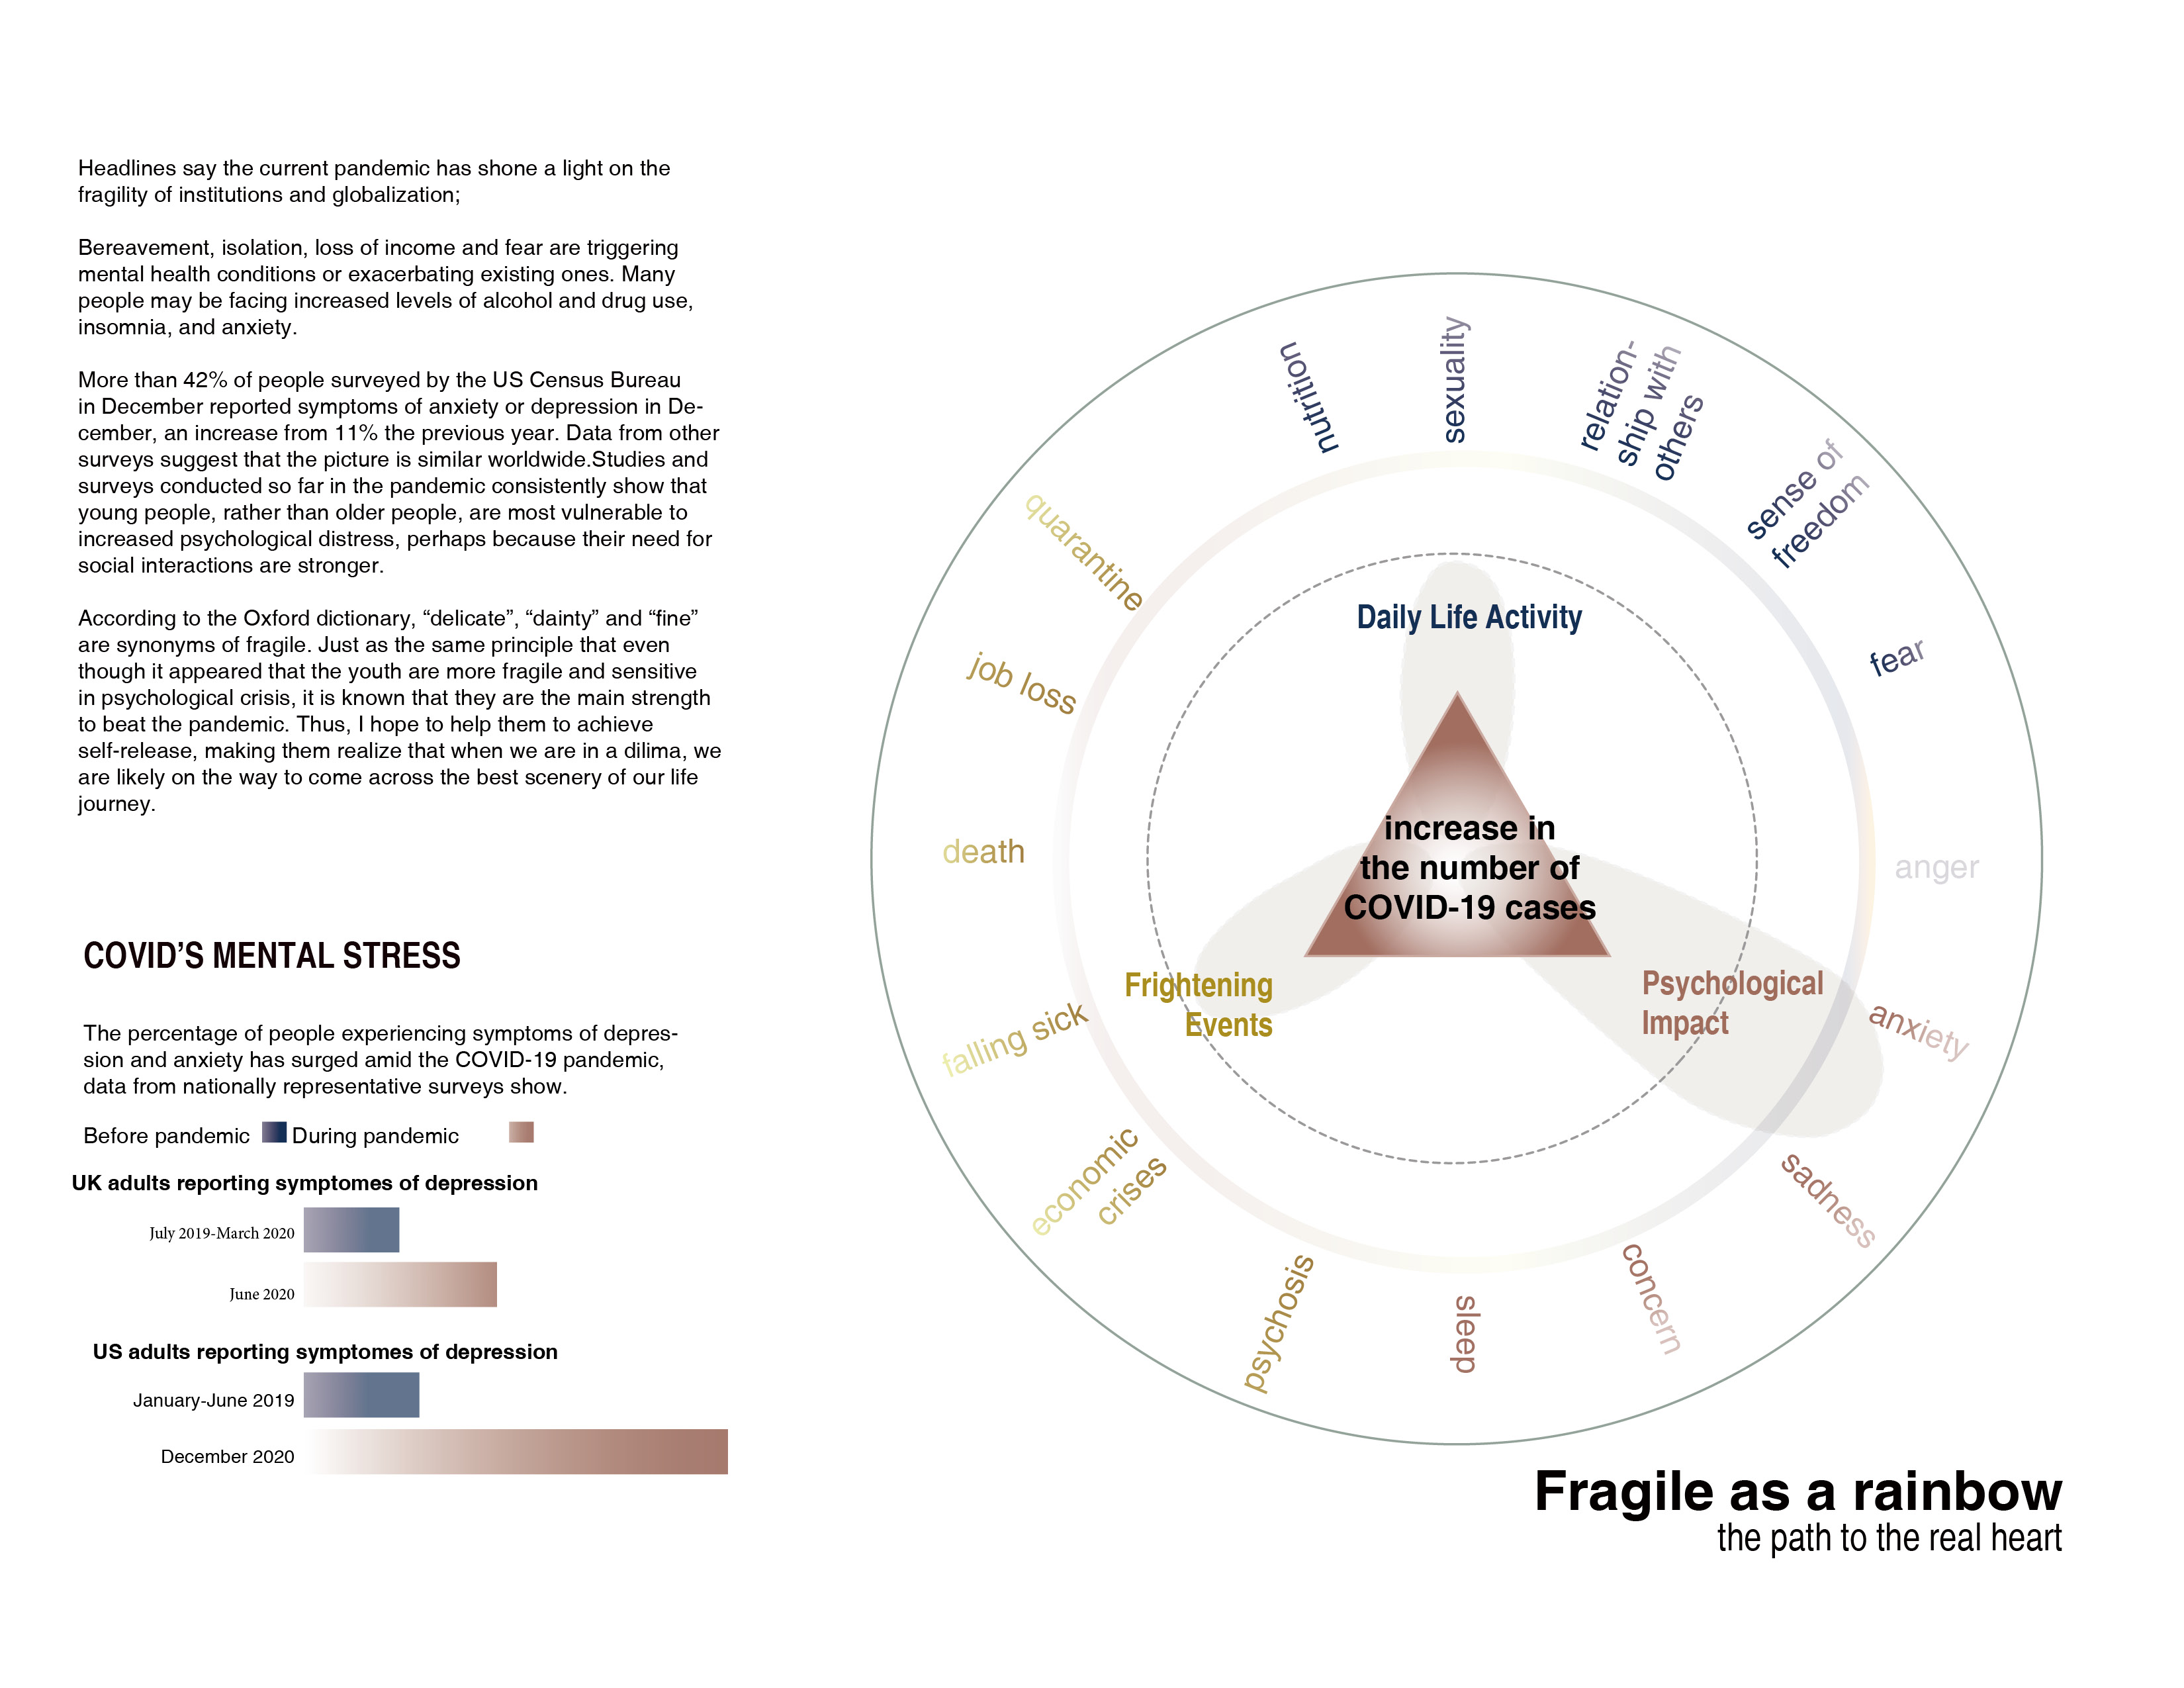 Headlines say the current pandemic has shone a light on the
fragility of institutions and globalization;
Bereavement, isolation, loss of income and fear are triggering
mental health conditions or exacerbating existing ones. Many
people may be facing increased levels of alcohol and drug use,
insomnia, and anxiety.
More than 42% of people surveyed by the US Census Bureau
in December reported symptoms of anxiety or depression in De-
cember, an increase from 11% the previous year. Data from other
surveys suggest that the picture is similar worldwide.Studies and
surveys conducted so far in the pandemic consistently show that
young people, rather than older people, are most vulnerable to
increased psychological distress, perhaps because their need for
social interactions are stronger.
According to the Oxford dictionary, “delicate”, “dainty” and “fine”
are synonyms of fragile. Just as the same principle that even
though it appeared that the youth are more fragile and sensitive
in psychological crisis, it is known that they are the main strength
to beat the pandemic. Thus, I hope to help them to achieve
self-release, making them realize that when we are in a dilima, we
are likely on the way to come across the best scenery of our life
journey.
COVID’S MENTAL STRESS
The percentage of people experiencing symptoms of depres-
sion and anxiety has surged amid the COVID-19 pandemic,
data from nationally representative surveys show.
Before pandemic During pandemic
UK adults reporting symptomes of depression
July 2019-March 2020
June 2020
US adults reporting symptomes of depression
January-June 2019
December 2020
nutrition
sexuality
relation-
ship with
others
sense of
freedom
fear
anger
anxiety
sadness
concern
sleep
psychosis
economic
crises
falling sick
death
job loss
quarantine
Daily Life Activity
increase in
the number of
COVID-19 cases
Frightening
Events
Psychological
Impact
Fragile as a rainbow
the path to the real heart